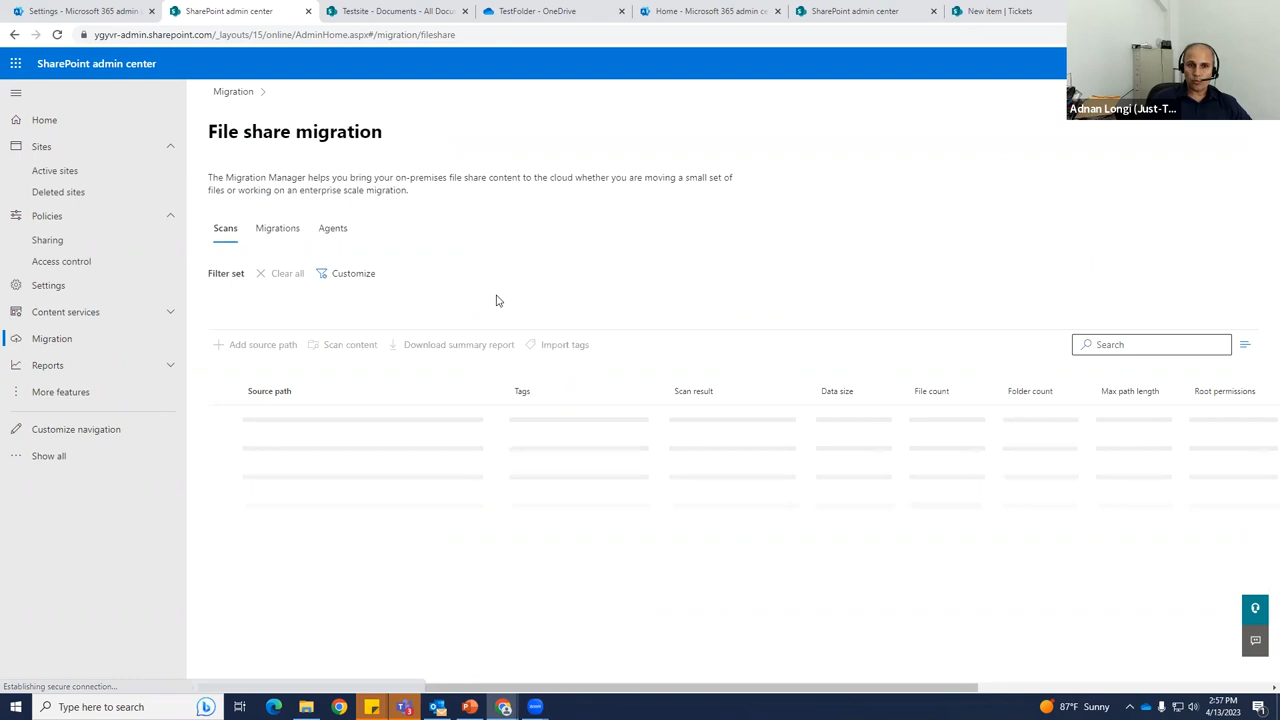 Settings - Microsoft 365 admin c
SharePoint admin center
Testsite - Documents - All Docu
TestFolder - OneDrive
Home - Microsoft 365 admin ce
SharePoint admin center
New item | Tickets
ygyvr-admin.sharepoint.com/_layouts/15/online/AdminHome.aspx#/migration/fileshare
SharePoint admin center
Adnan Longi (Just-T...
Home
Sites
Active sites
Deleted sites
Policies
Sharing
Access control
Settings
Content services
Migration
Reports
More features
Customize navigation
Show all
Migration
File share migration
The Migration Manager helps you bring your on-premises file share content to the cloud whether you are moving a small set of
files or working on an enterprise scale migration.
Scans Migrations Agents
Filter set Clear all Customize
Add source path Scan content Download summary report Import tags Search
Source path Tags Scan result Data size File count Folder count Max path length Root permissions
Establishing secure connection...
Type here to search
3
87°F Sunny
2:57 PM
4/13/2023
1